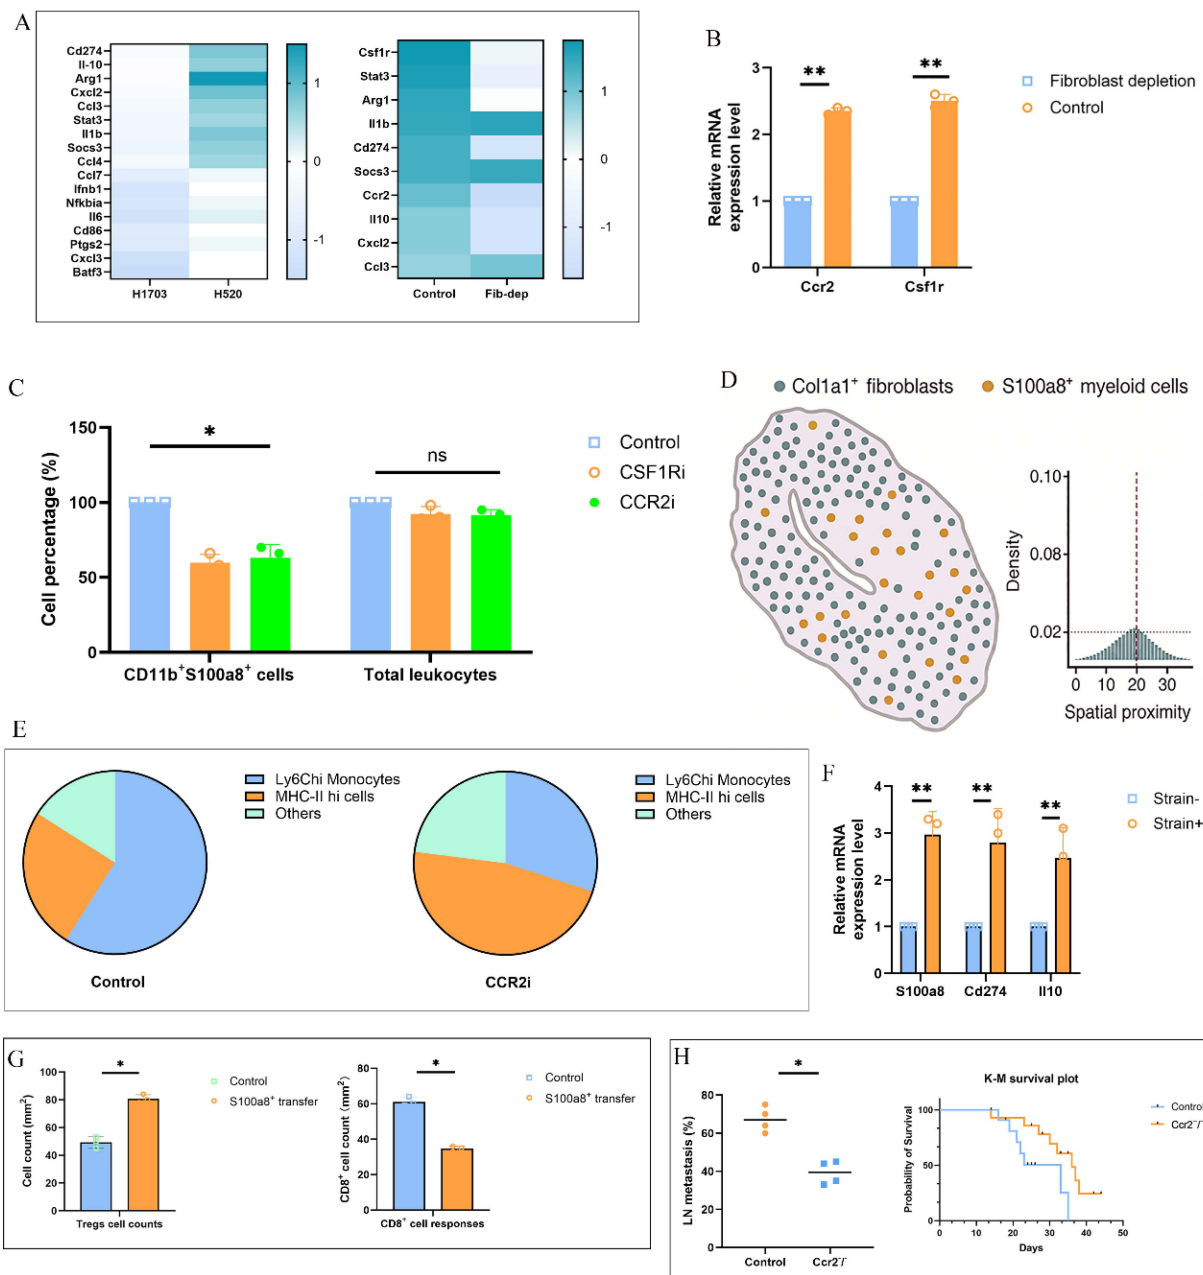 A
Cd274
Il-10
Arg1
Cxcl2
Ccl3
Stat3
Il1b
Socs3
Ccl4
Ccl7
Ifnb1
Nfkbia
Il6
Cd86
Ptgs2
Cxcl3
Batf3
H1703 H520
1
0
-1
Csf1r
Stat3
Arg1
Il1b
Cd274
Socs3
Ccr2
Il10
Cxcl2
Ccl3
Control Fib-dep
1
0
-1
B
Relative mRNA
expression level
3
2
1
0
** **
Ccr2 Csf1r
Fibroblast depletion
Control
C
Cell percentage (%)
150
100
50
0
* ns
CD11b+S100a8+ cells Total leukocytes
Control
CSF1Ri
CCR2i
D
Col1a1+ fibroblasts S100a8+ myeloid cells
Density
0.10
0.08
0.02
0 10 20 30
Spatial proximity
E
Ly6Chi Monocytes
MHC-II hi cells
Others
Control
Ly6Chi Monocytes
MHC-II hi cells
Others
CCR2i
F
Relative mRNA
expression level
4
3
2
1
0
** ** **
S100a8 Cd274 Il10
Strain-
Strain+
G
Cell count (mm2)
100
80
60
40
20
0
*
Tregs cell counts
Control
S100a8+ transfer
CD8+ cell count (mm2)
80
60
40
20
0
*
CD8+ cell responses
Control
S100a8+ transfer
H
LN metastasis (%)
80
60
40
20
0
*
Control Ccr2-/-
K-M survival plot
Probability of Survival
100
50
0
0 10 20 30 40 50
Days
Control
Ccr2-/-